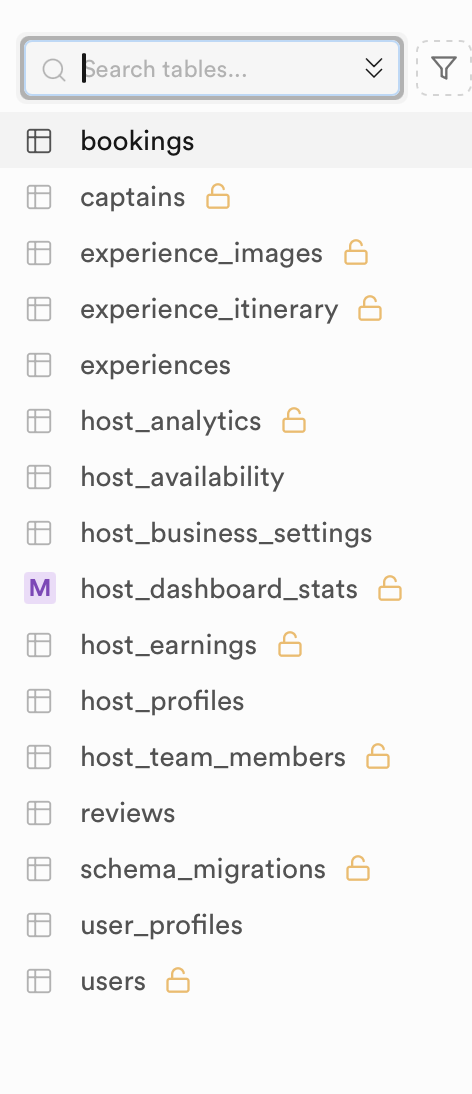 Search tables...
bookings
captains
experience_images
experience_itinerary
experiences
host_analytics
host_availability
host_business_settings
M host_dashboard_stats
host_earnings
host_profiles
host_team_members
reviews
schema_migrations
user_profiles
users